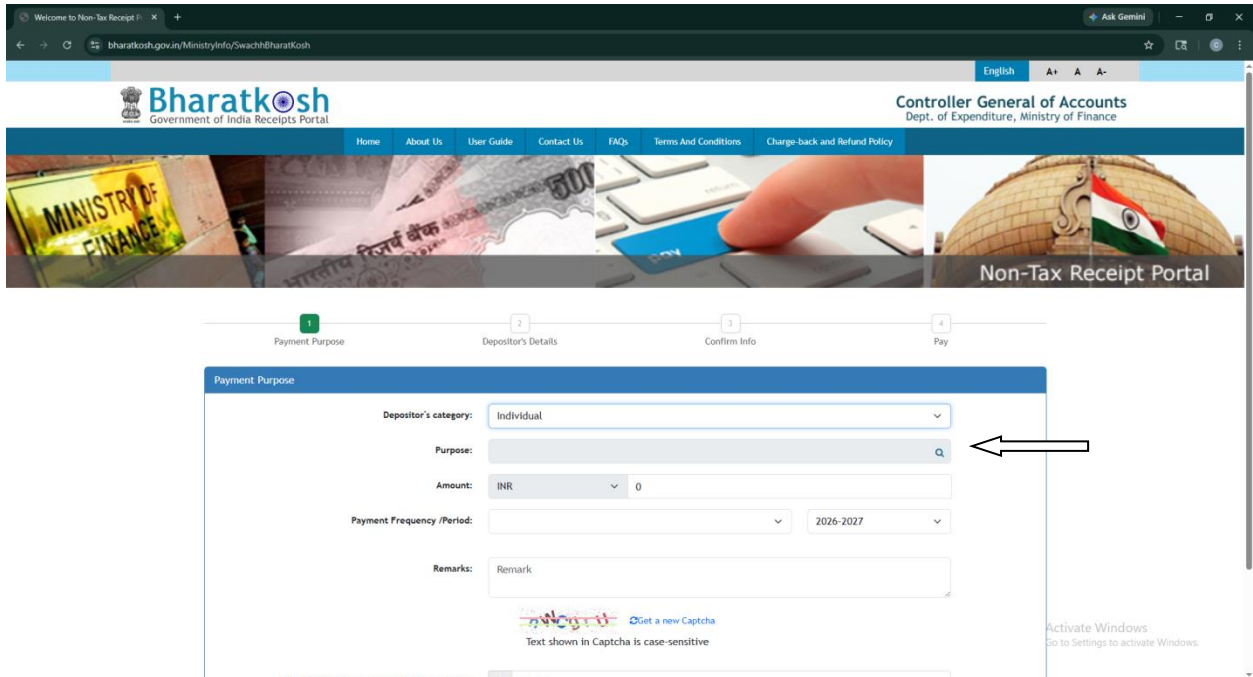 Welcome to Non-Tax Receipt P
Ask Gemini
bharatkosh.gov.in/MinistryInfo/SwachhBharatKosh
English A+ A A-
Bharatkosh
Government of India Receipts Portal
Controller General of Accounts
Dept. of Expenditure, Ministry of Finance
Home About Us User Guide Contact Us FAQs Terms And Conditions Charge-back and Refund Policy
MINISTRY OF
FINANCE
500
भारतीय रिज़र्व बैंक
return
pay
Non-Tax Receipt Portal
1 2 3 4
Payment Purpose Depositor's Details Confirm Info Pay
Payment Purpose
Depositor's category: Individual
Purpose:
Amount: INR 0
Payment Frequency /Period: 2026-2027
Remarks: Remark
Get a new Captcha
Text shown in Captcha is case-sensitive
Activate Windows
Go to Settings to activate Windows.